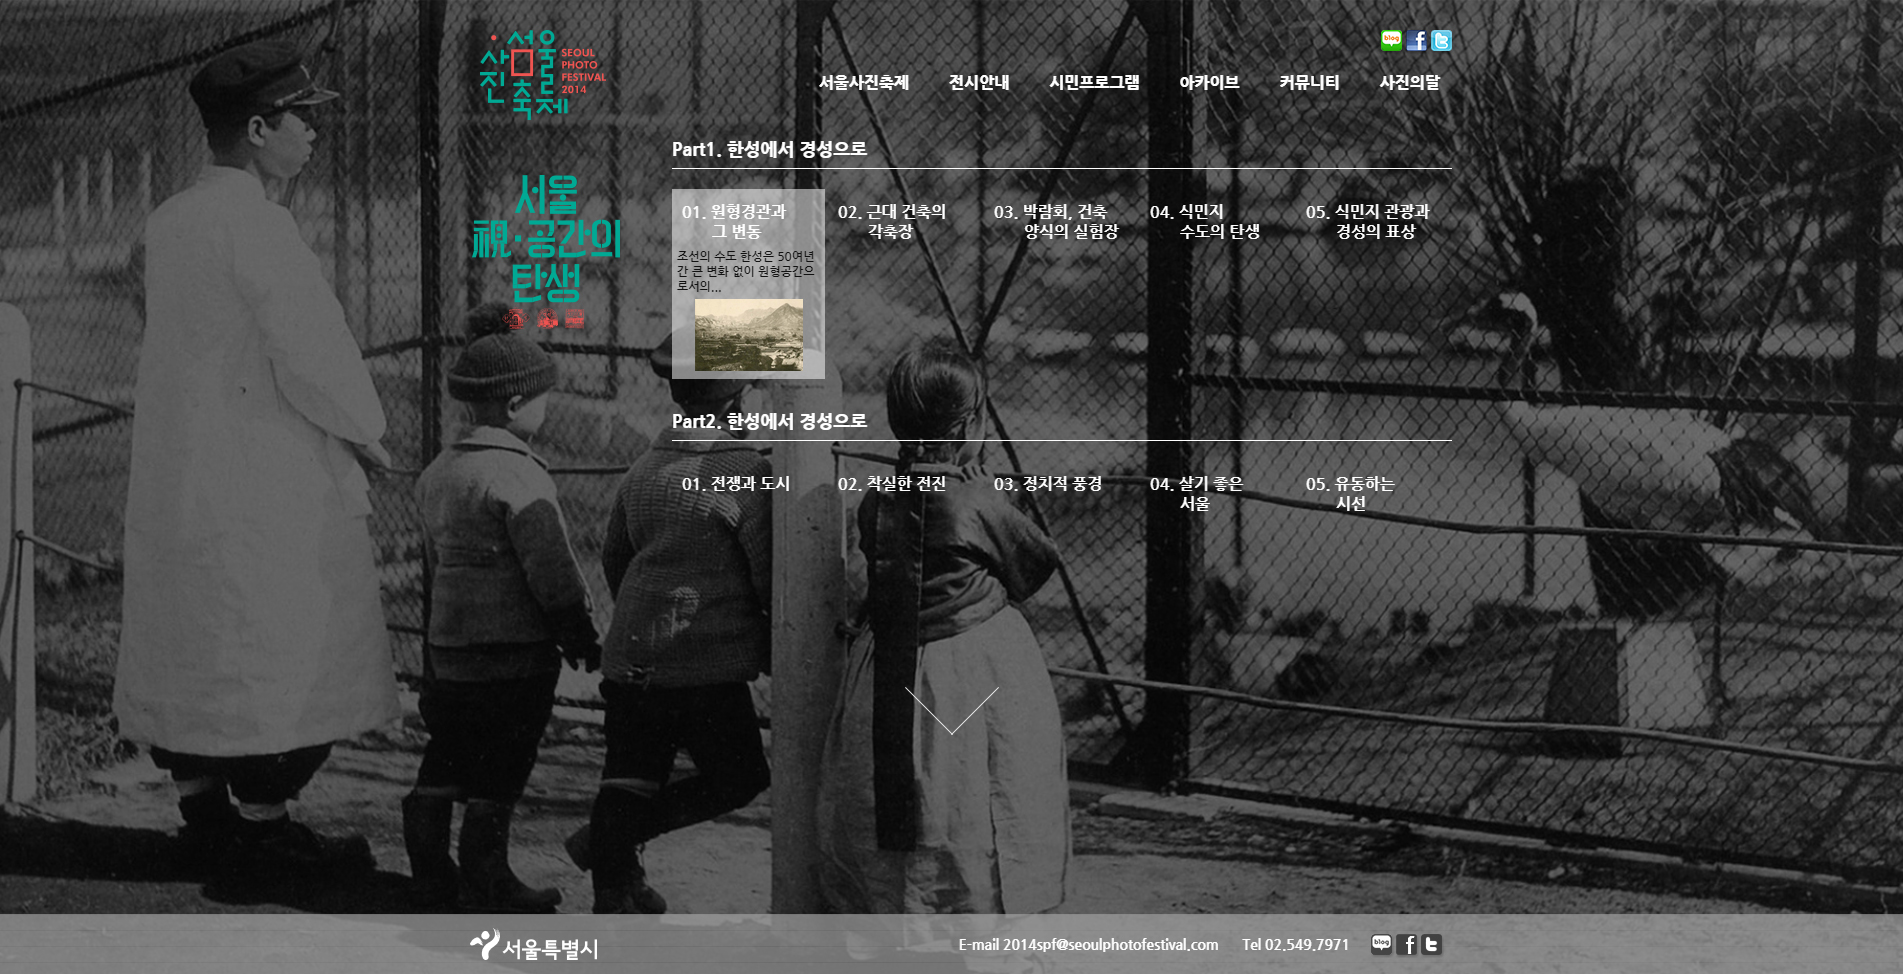 서울
사진
축제
SEOUL
PHOTO
FESTIVAL
2014
blog
서울사진축제 전시안내 시민프로그램 아카이브 커뮤니티 사진의달
서울
視·공간의
탄생
Part1. 한성에서 경성으로
01. 원형경관과
그 변동
조선의 수도 한성은 50여년
간 큰 변화 없이 원형공간으
로서의...
02. 근대 건축의
각축장
03. 박람회, 건축
양식의 실험장
04. 식민지
수도의 탄생
05. 식민지 관광과
경성의 표상
Part2. 한성에서 경성으로
01. 전쟁과 도시
02. 착실한 전진
03. 정치적 풍경
04. 살기 좋은
서울
05. 유동하는
시선
서울특별시
E-mail 2014spf@seoulphotofestival.com Tel 02.549.7971
blog